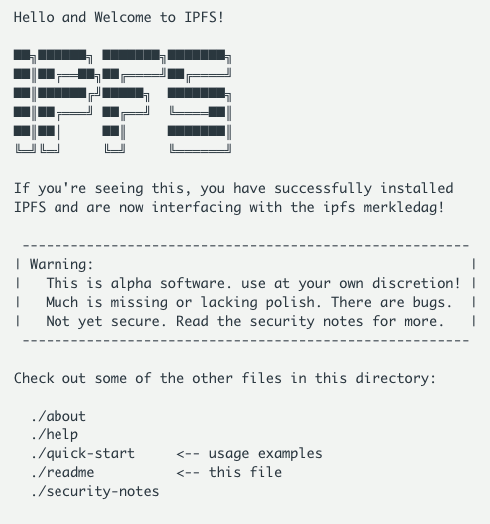 Hello and Welcome to IPFS!
██╗██████╗ ███████╗███████╗
██║██╔══██╗██╔════╝██╔════╝
██║██████╔╝█████╗  ███████╗
██║██╔═══╝ ██╔══╝  ╚════██║
██║██║     ██║     ███████║
╚═╝╚═╝     ╚═╝     ╚══════╝
If you're seeing this, you have successfully installed
IPFS and are now interfacing with the ipfs merkledag!
 -------------------------------------------------------
| Warning:                                              |
|   This is alpha software. use at your own discretion! |
|   Much is missing or lacking polish. There are bugs.  |
|   Not yet secure. Read the security notes for more.   |
 -------------------------------------------------------
Check out some of the other files in this directory:
  ./about
  ./help
  ./quick-start     <-- usage examples
  ./readme          <-- this file
  ./security-notes